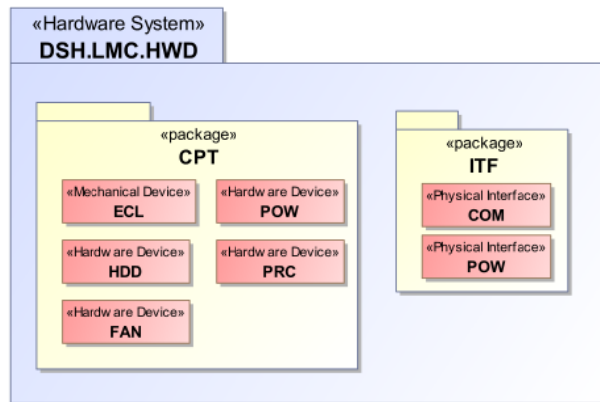 «Hardware System»
DSH.LMC.HWD
«package»
CPT
«Mechanical Device»
ECL
«Hardware Device»
POW
«Hardware Device»
HDD
«Hardware Device»
PRC
«Hardware Device»
FAN
«package»
ITF
«Physical Interface»
COM
«Physical Interface»
POW